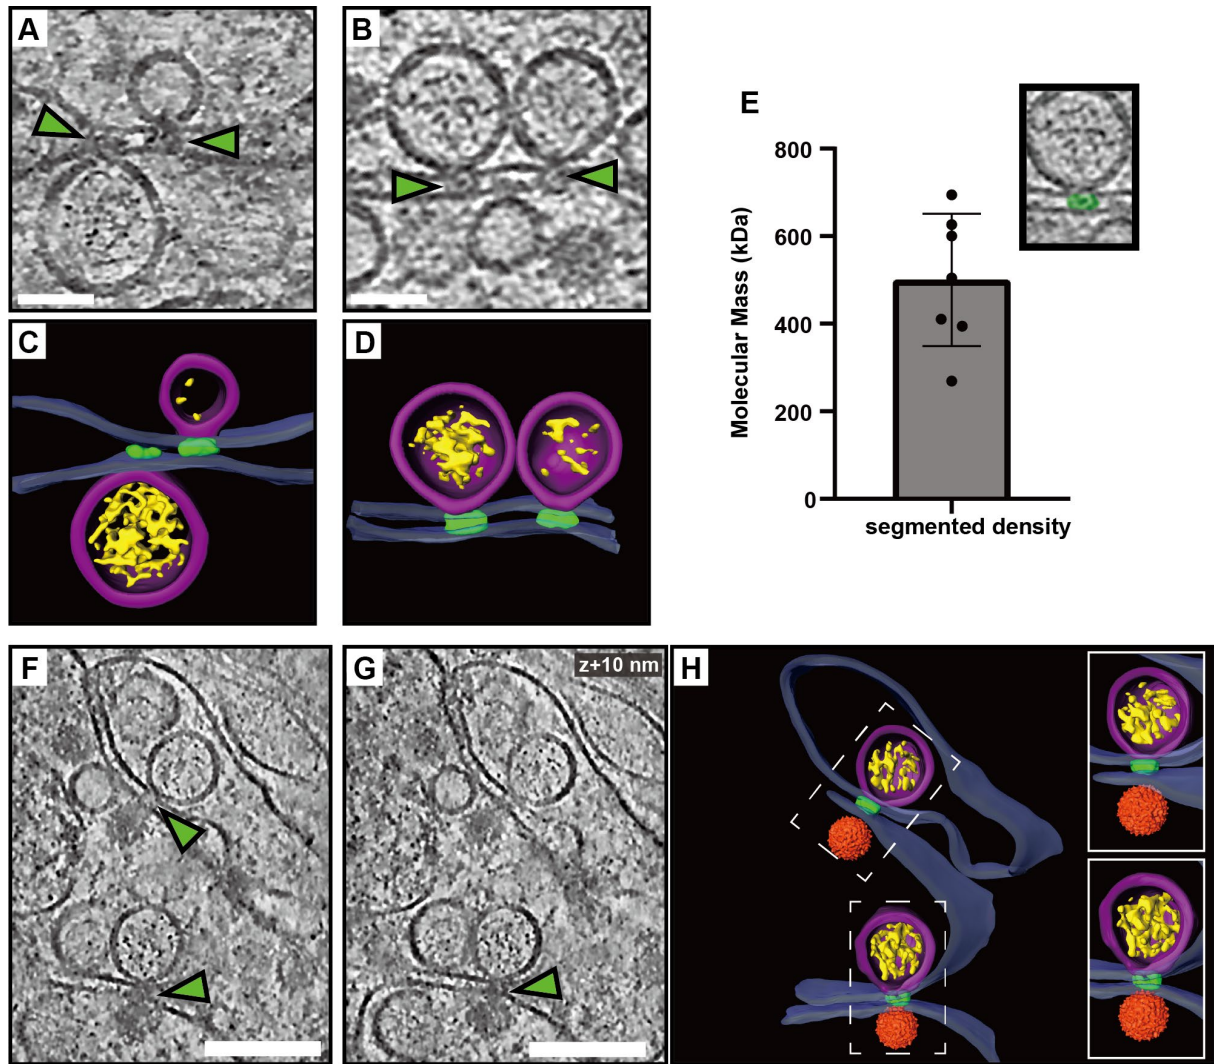 A
B
E
800
600
400
200
0
Molecular Mass (kDa)
segmented density
C
D
F
G
z+10 nm
H